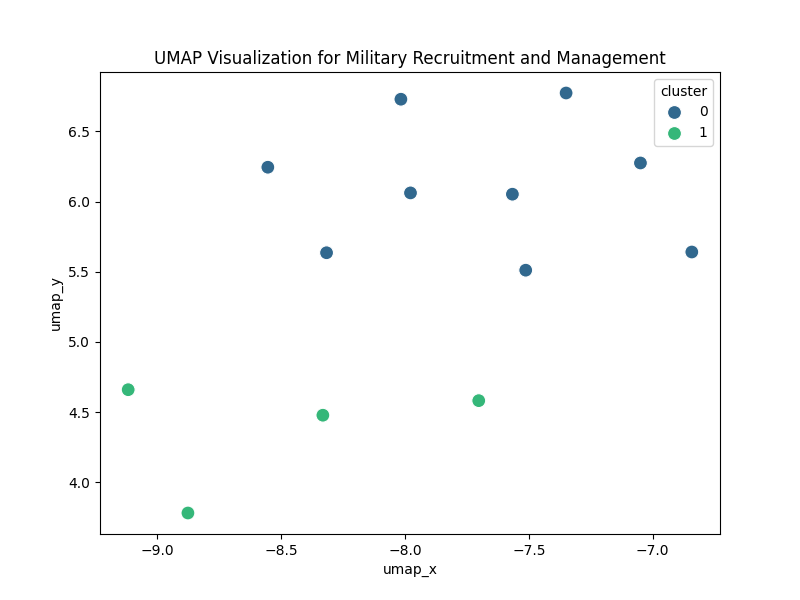 UMAP Visualization for Military Recruitment and Management
cluster
0
1
6.5
6.0
5.5
5.0
4.5
4.0
umap_y
−9.0 −8.5 −8.0 −7.5 −7.0
umap_x